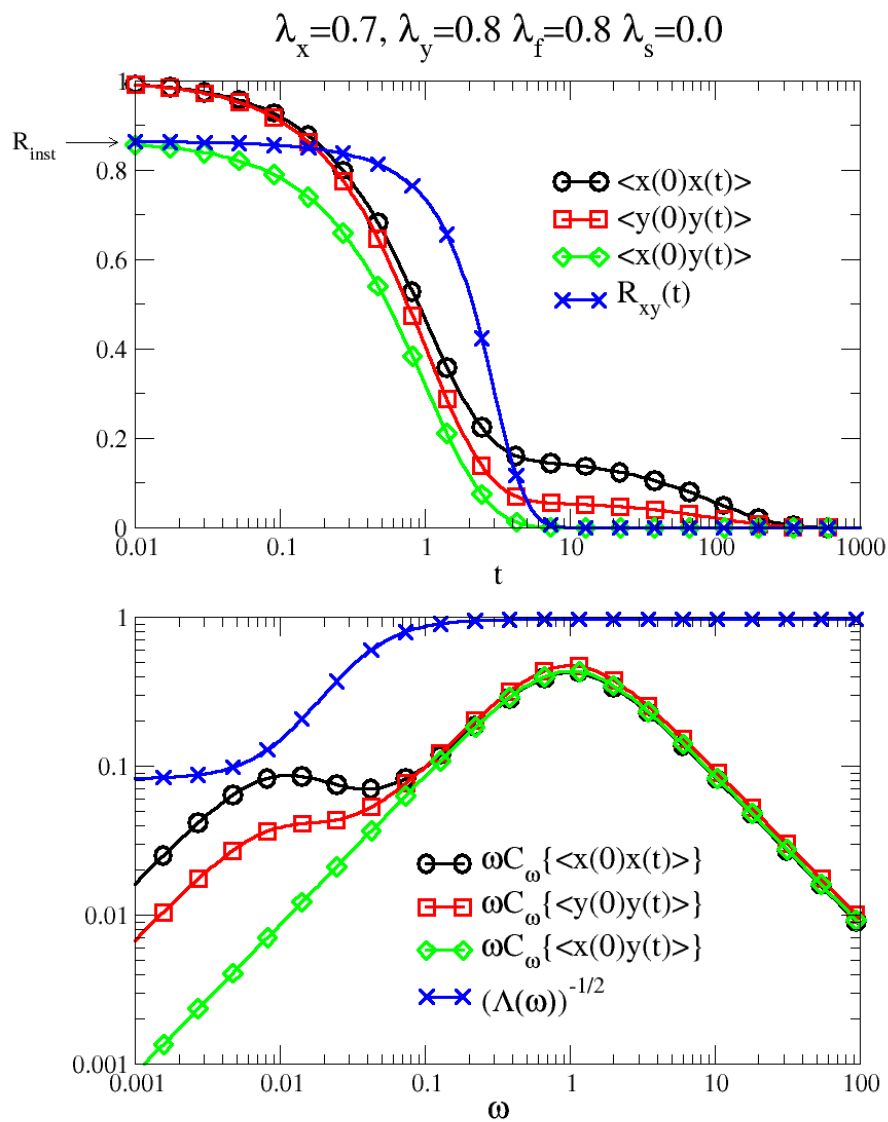 λx=0.7, λy=0.8 λf=0.8 λs=0.0
1
0.8
0.6
0.4
0.2
0
Rinst
<x(0)x(t)>
<y(0)y(t)>
<x(0)y(t)>
Rxy(t)
0.01 0.1 1 10 100 1000
t
1
0.1
0.01
0.001
ωCω{<x(0)x(t)>}
ωCω{<y(0)y(t)>}
ωCω{<x(0)y(t)>}
(Λ(ω))-1/2
0.001 0.01 0.1 1 10 100
ω